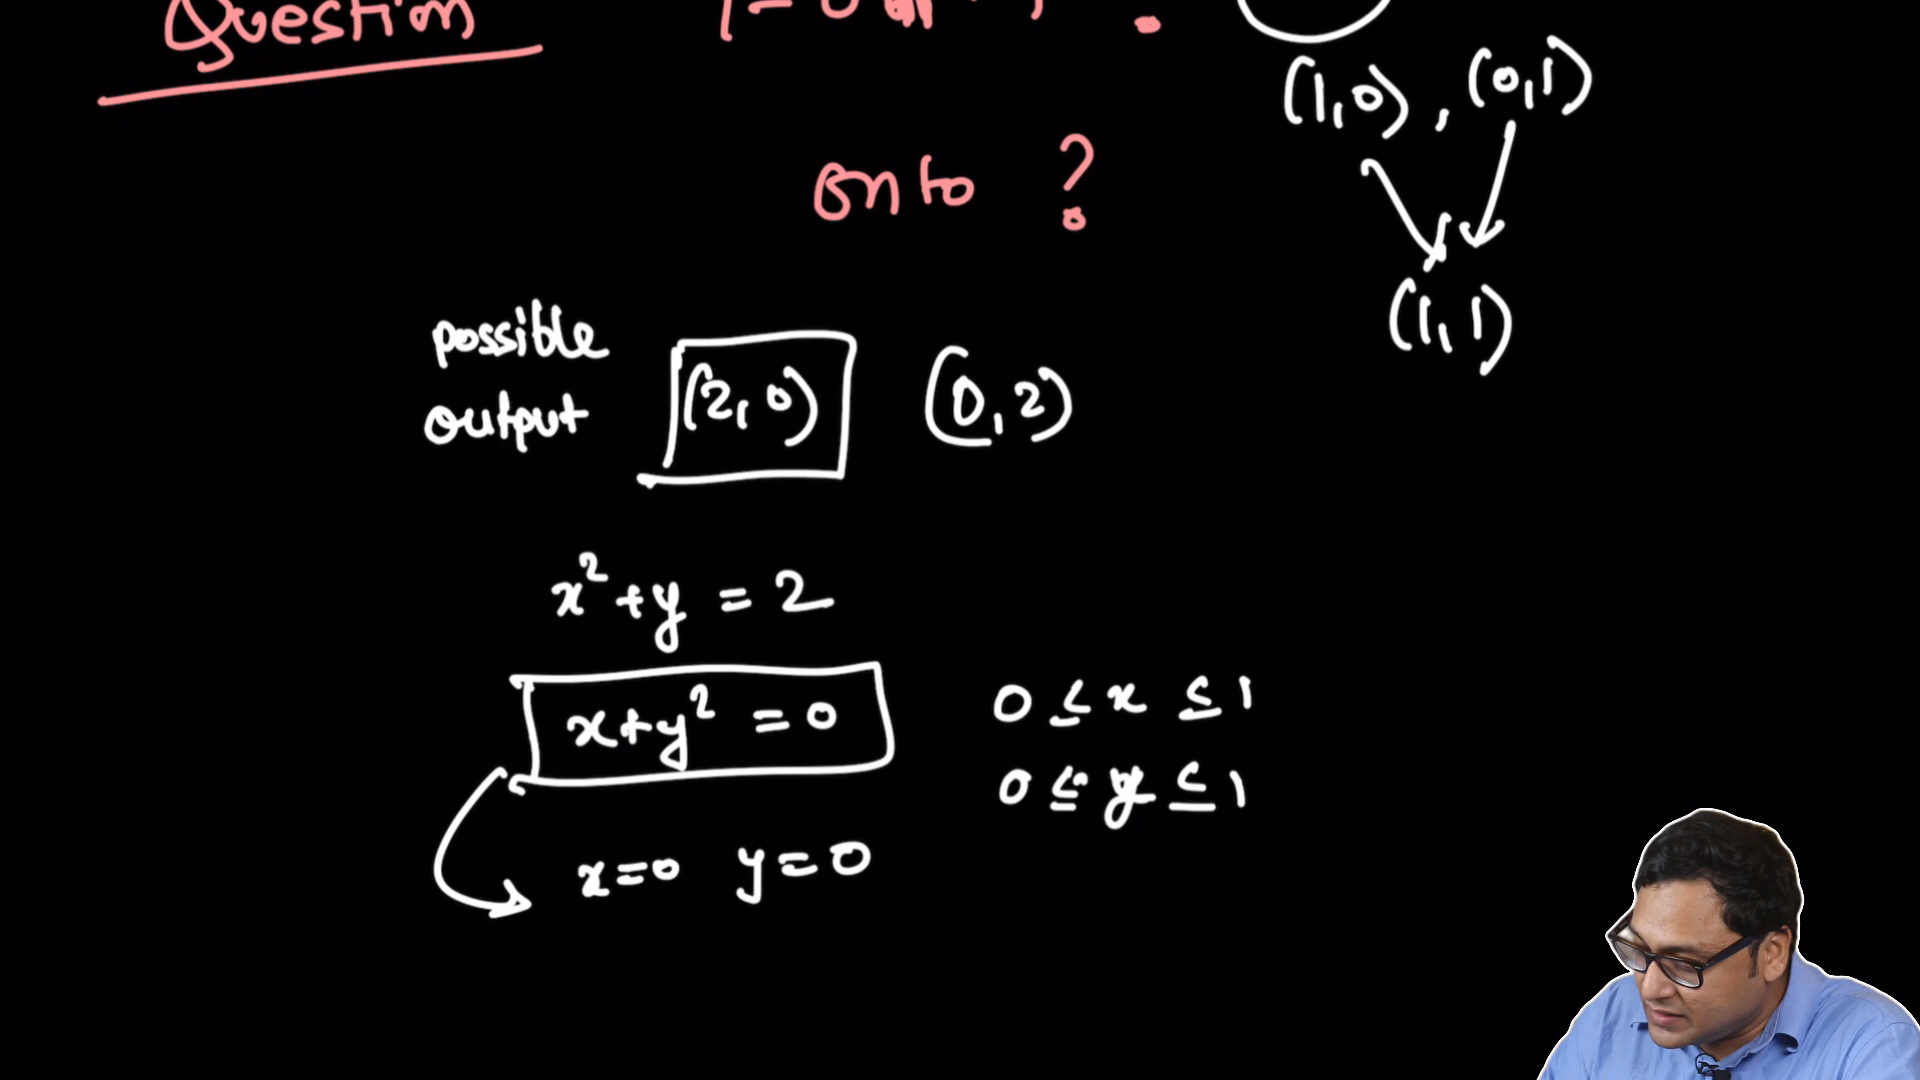 Question
(1,0), (0,1)
onto ?
(1,1)
possible
output (2,0) (0,2)
x²+y = 2
x+y² = 0
0 ≤ x ≤ 1
0 ≤ y ≤ 1
x=0 y=0